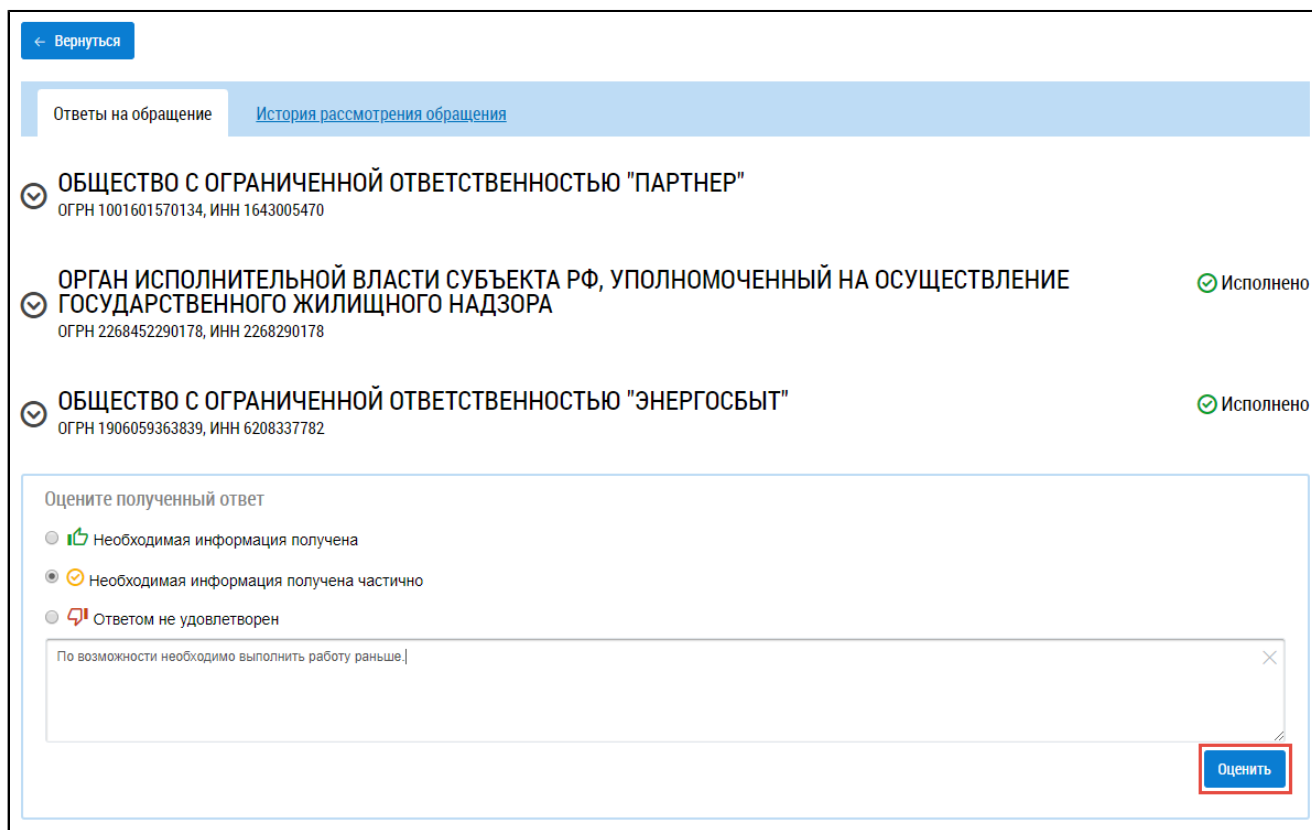 ← Вернуться
Ответы на обращение История рассмотрения обращения
ОБЩЕСТВО С ОГРАНИЧЕННОЙ ОТВЕТСТВЕННОСТЬЮ "ПАРТНЕР"
ОГРН 1001601570134, ИНН 1643005470
ОРГАН ИСПОЛНИТЕЛЬНОЙ ВЛАСТИ СУБЪЕКТА РФ, УПОЛНОМОЧЕННЫЙ НА ОСУЩЕСТВЛЕНИЕ
ГОСУДАРСТВЕННОГО ЖИЛИЩНОГО НАДЗОРА
Исполнено
ОГРН 2268452290178, ИНН 2268290178
ОБЩЕСТВО С ОГРАНИЧЕННОЙ ОТВЕТСТВЕННОСТЬЮ "ЭНЕРГОСБЫТ"
Исполнено
ОГРН 1906059363839, ИНН 6208337782
Оцените полученный ответ
Необходимая информация получена
Необходимая информация получена частично
Ответом не удовлетворен
По возможности необходимо выполнить работу раньше.
Оценить